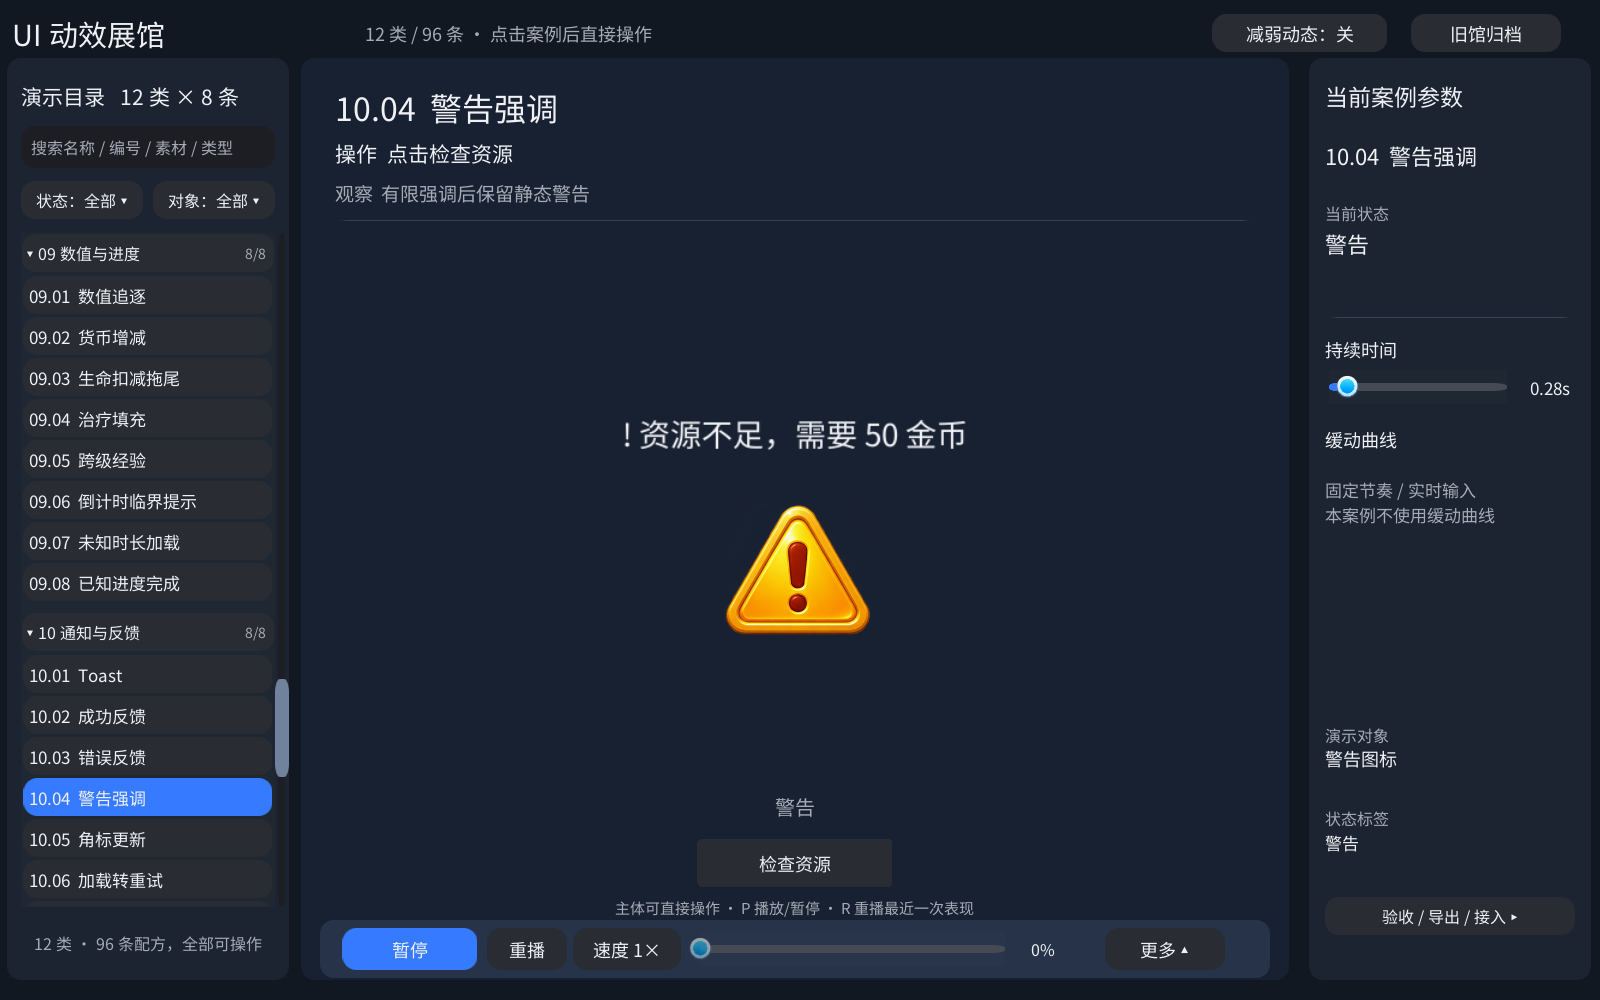 UI 动效展馆
12 类 / 96 条 · 点击案例后直接操作
减弱动态：关
旧馆归档
演示目录 12 类 × 8 条
搜索名称 / 编号 / 素材 / 类型
状态：全部 ▾
对象：全部 ▾
▾ 09 数值与进度 8/8
09.01 数值追逐
09.02 货币增减
09.03 生命扣减拖尾
09.04 治疗填充
09.05 跨级经验
09.06 倒计时临界提示
09.07 未知时长加载
09.08 已知进度完成
▾ 10 通知与反馈 8/8
10.01 Toast
10.02 成功反馈
10.03 错误反馈
10.04 警告强调
10.05 角标更新
10.06 加载转重试
12 类 · 96 条配方，全部可操作
10.04 警告强调
操作 点击检查资源
观察 有限强调后保留静态警告
! 资源不足，需要 50 金币
警告
检查资源
主体可直接操作 · P 播放/暂停 · R 重播最近一次表现
暂停
重播
速度 1×
0%
更多 ▴
当前案例参数
10.04 警告强调
当前状态
警告
持续时间
0.28s
缓动曲线
固定节奏 / 实时输入
本案例不使用缓动曲线
演示对象
警告图标
状态标签
警告
验收 / 导出 / 接入 ▸